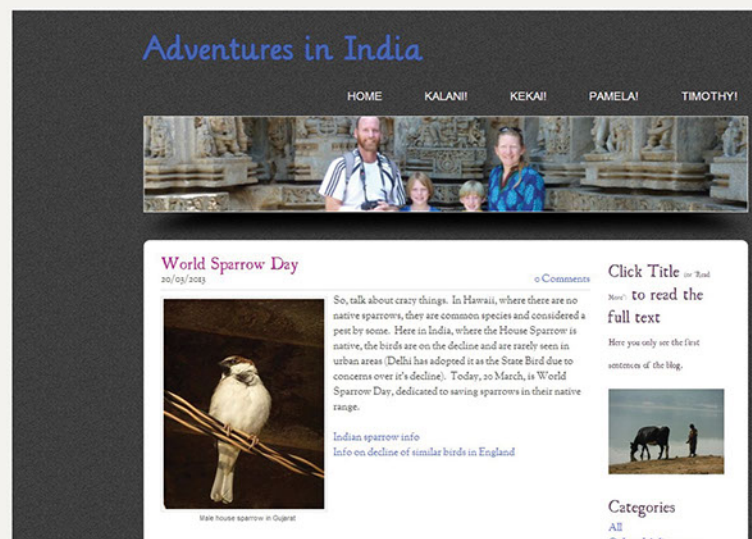 Adventures in India
HOME KALANI! KEKAI! PAMELA! TIMOTHY!
World Sparrow Day
20/03/2013
0 Comments
So, talk about crazy things. In Hawaii, where there are no
native sparrows, they are common species and considered a
pest by some. Here in India, where the House Sparrow is
native, the birds are on the decline and are rarely seen in
urban areas (Delhi has adopted it as the State Bird due to
concerns over it's decline). Today, 20 March, is World
Sparrow Day, dedicated to saving sparrows in their native
range.
Indian sparrow info
Info on decline of similar birds in England
Male house sparrow in Gujarat
Click Title (or "Read
More") to read the
full text
Here you only see the first
sentences of the blog.
Categories
All